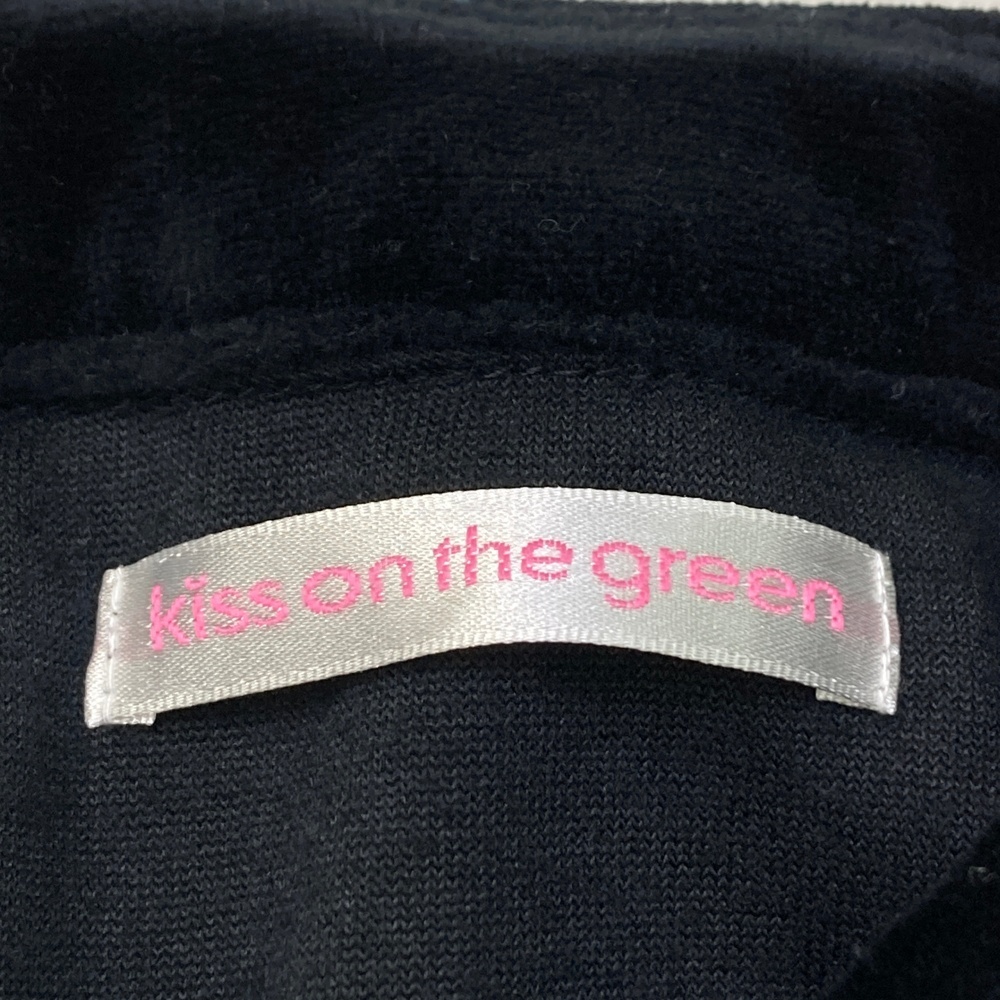 kiss on the green